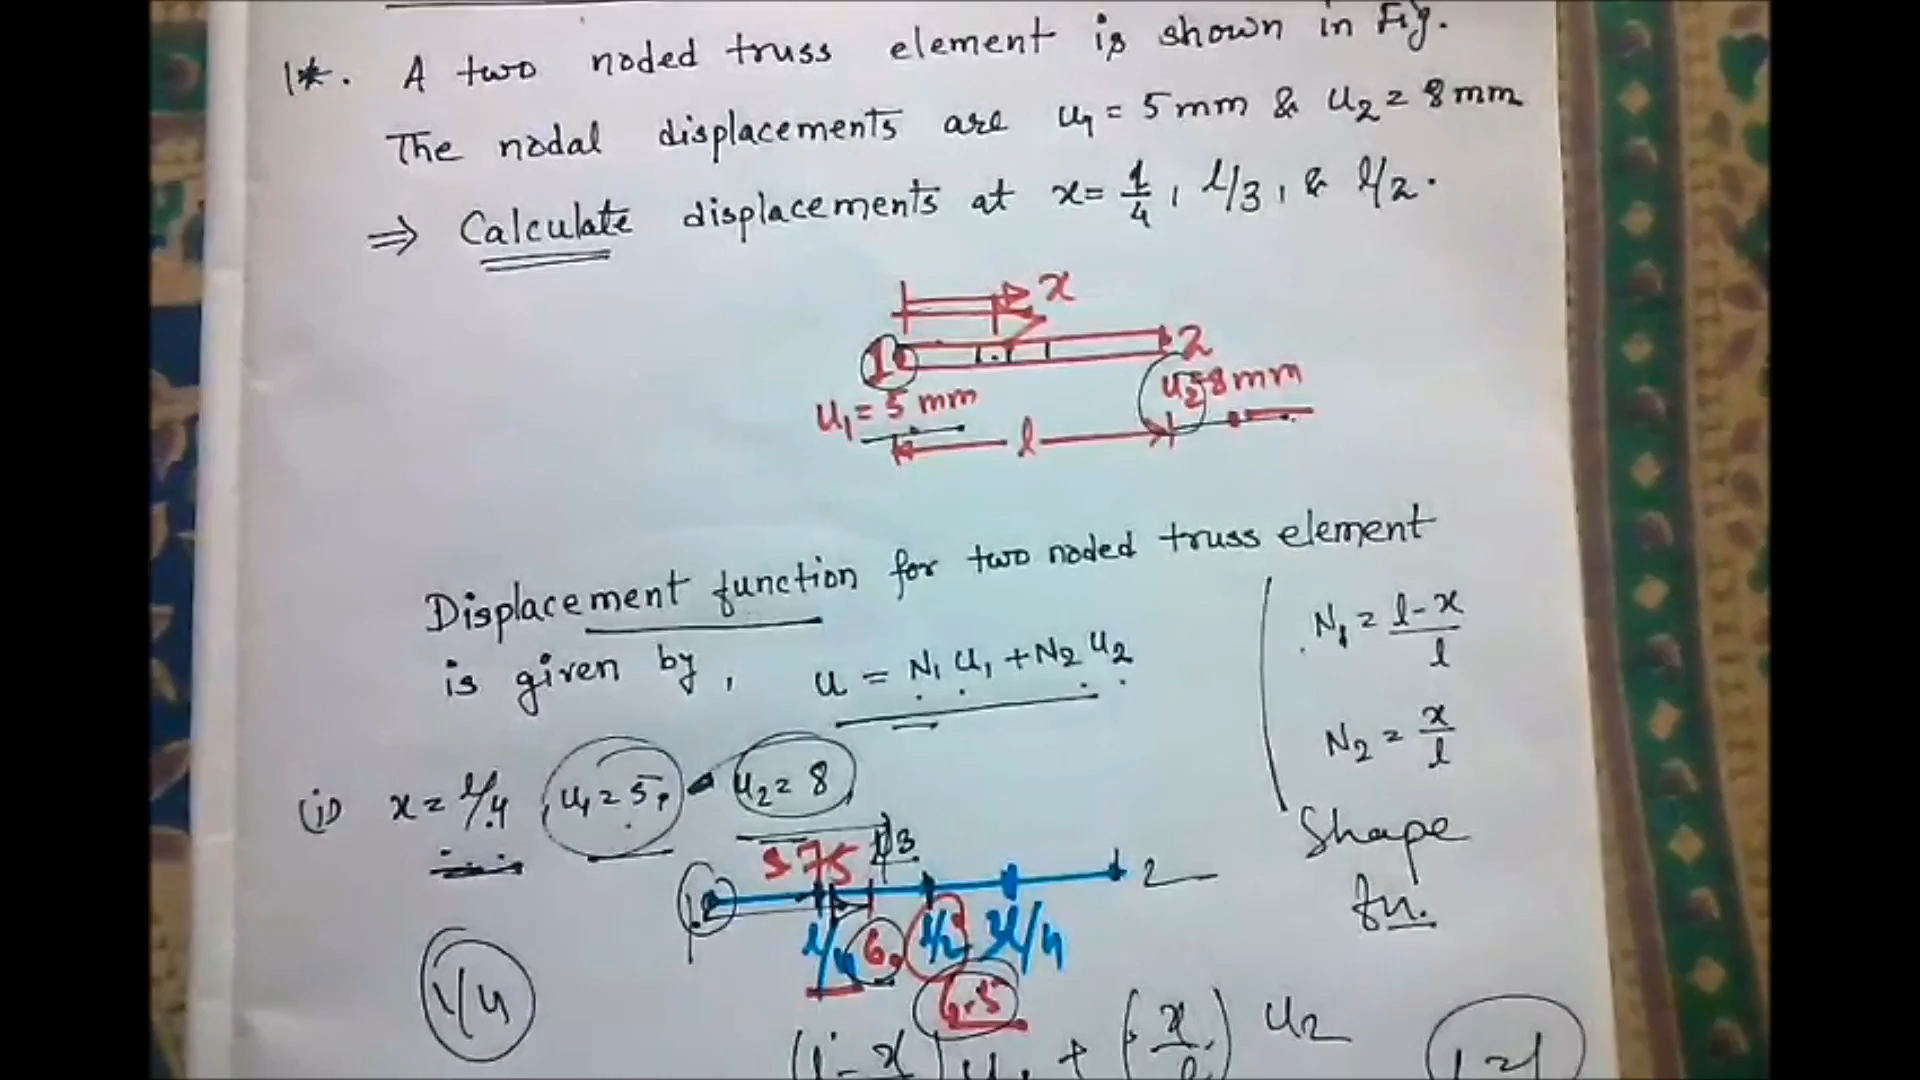 1*. A two noded truss element is shown in Fig.
The nodal displacements are u1 = 5 mm & u2 = 8 mm
⇒ Calculate displacements at x = l/4, l/3, & l/2.
x
1 2
u1 = 5 mm u2=8 mm
l
Displacement function for two noded truss element
is given by, u = N1 u1 + N2 u2
N1 = (l-x)/l
N2 = x/l
Shape
fn.
(i) x = l/4, u1 = 5, u2 = 8
5.75 l/3
1 2
l/4 6. l/2 3l/4
6.5
1/4
(l-x) u1 + (x/l) u2